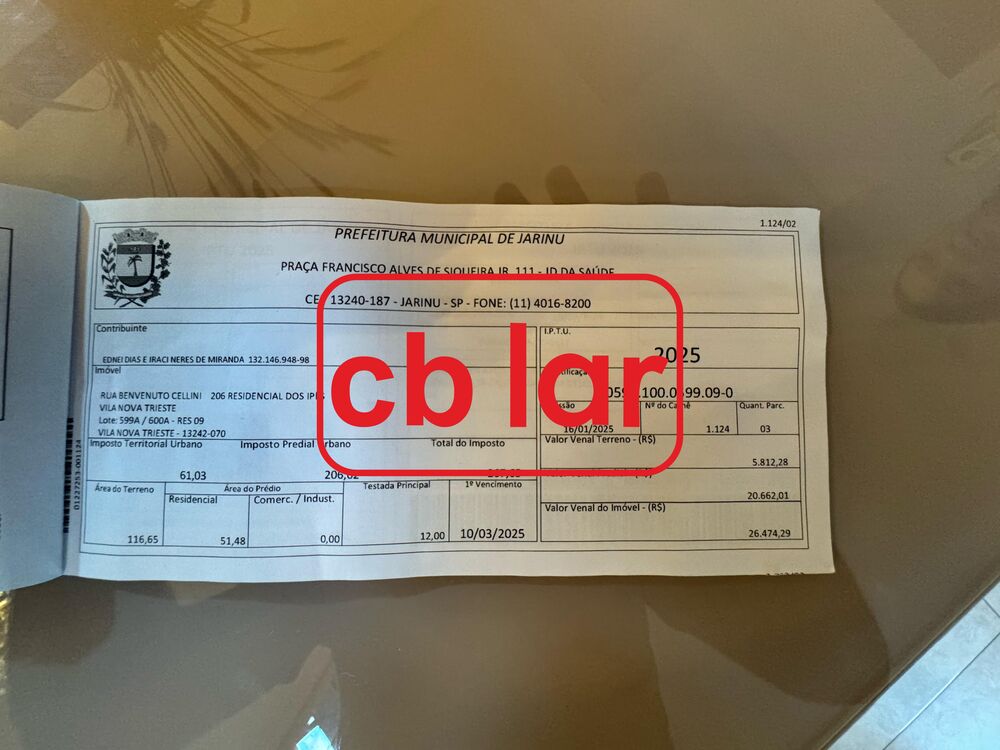 1.124/02
PREFEITURA MUNICIPAL DE JARINU
PRAÇA FRANCISCO ALVES DE SIQUEIRA JR. 111 - JD DA SAÚDE
13240-187 - JARINU - SP - FONE: (11) 4016-8200
Contribuinte
EDNEI DIAS E IRACI NERES DE MIRANDA 132.146.948-98
Imóvel
RUA BENVENUTO CELLINI 206 RESIDENCIAL DOS
VILA NOVA TRIESTE
Lote: 599A / 600A - RES 09
VILA NOVA TRIESTE - 13242-070
I.P.T.U.
2025
16/01/2025
Nº do Carnê
1.124
Quant. Parc.
03
Imposto Territorial Urbano
61,03
Imposto Predial Urbano
Total do Imposto
Valor Venal Terreno - (R$)
5.812,28
20.662,01
Valor Venal do Imóvel - (R$)
26.474,29
Área do Terreno
116,65
Área do Prédio
Residencial
51,48
Comerc. / Indust.
0,00
Testada Principal
12,00
1º Vencimento
10/03/2025
01227253-001124
cb lar